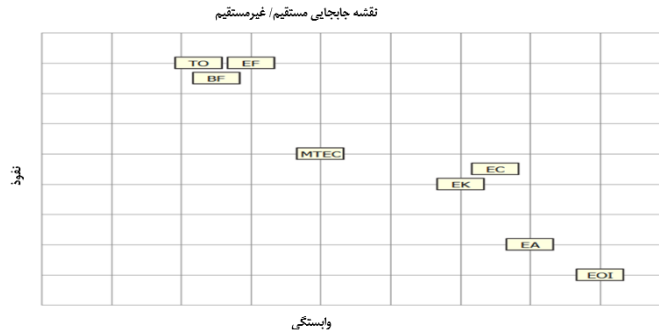 نقشه جابجایی مستقیم/ غیرمستقیم
TO EF
BF
MTEC
EC
EK
EA
EOI
نفوذ
وابستگی